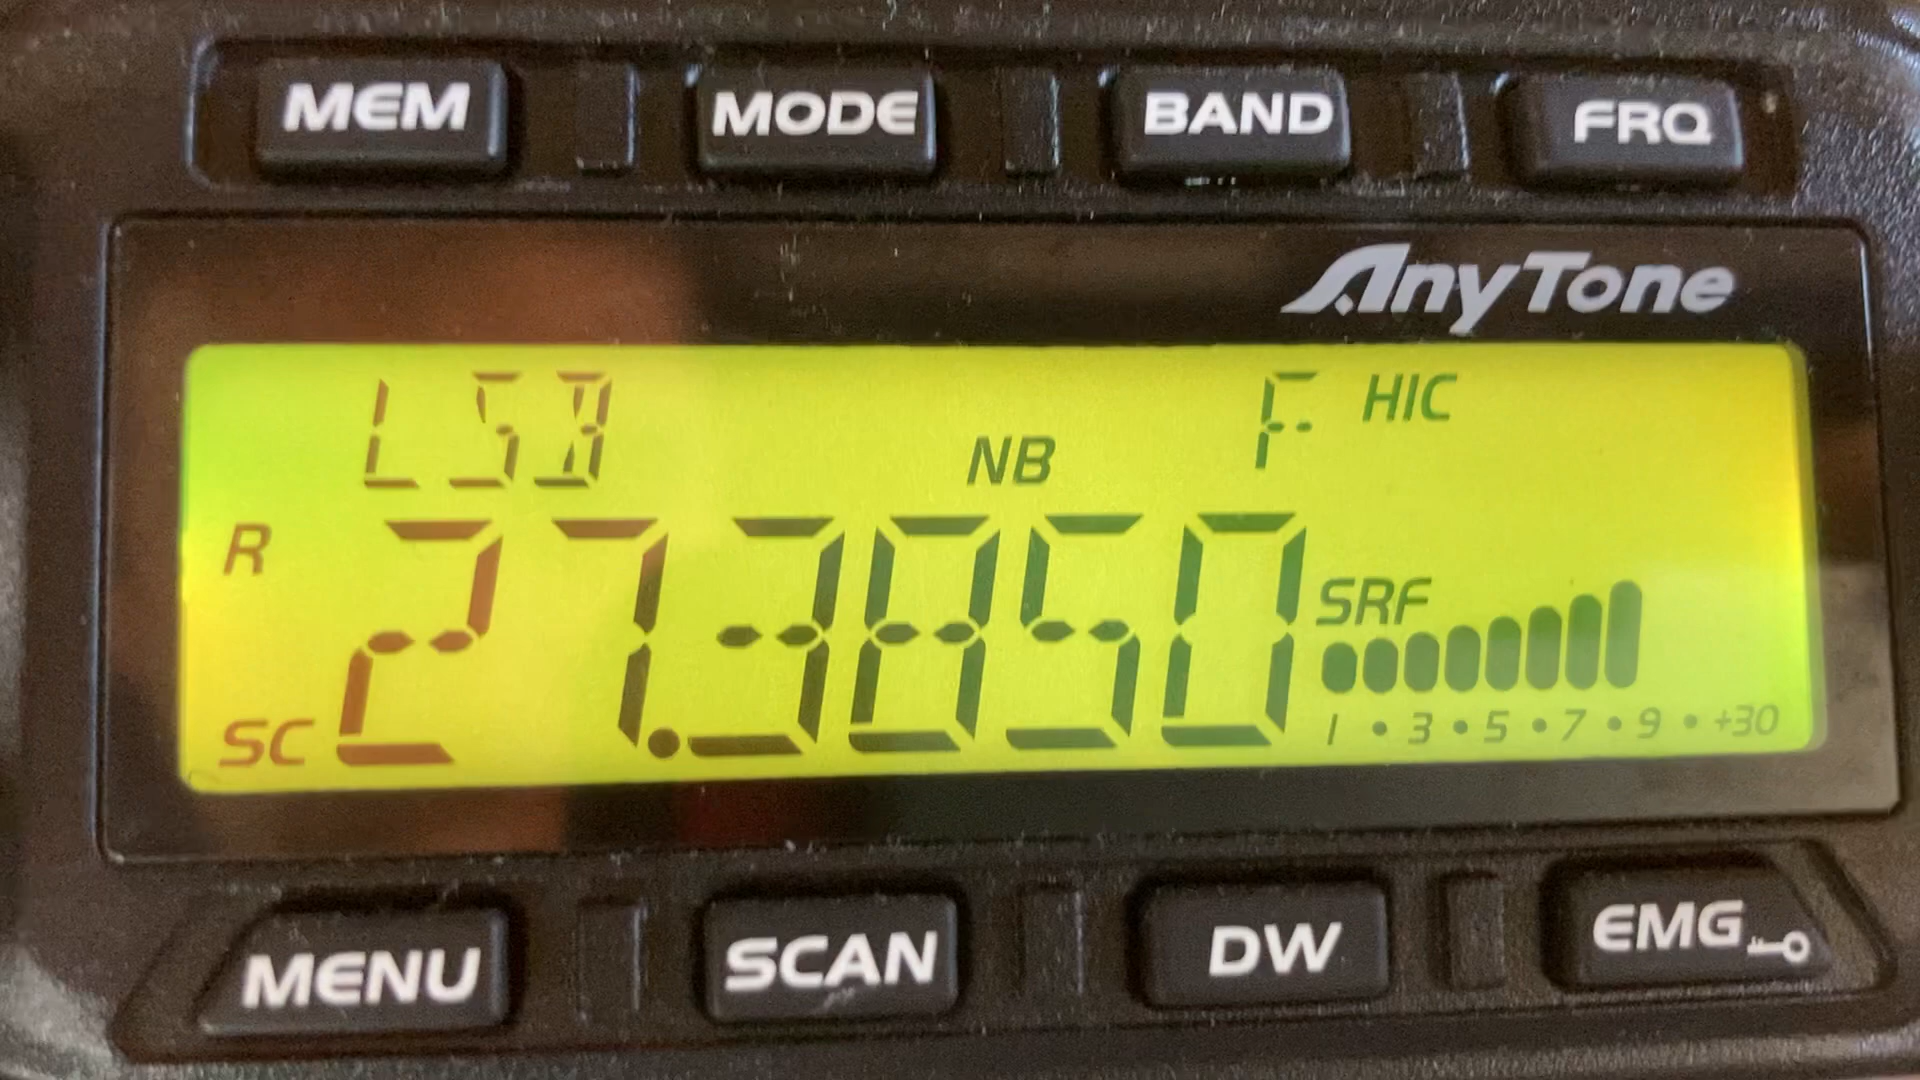 MEM MODE BAND FRQ
AnyTone
LSB NB F HIC
R 27.3850 SRF
SC 1 • 3 • 5 • 7 • 9 • +30
MENU SCAN DW EMG